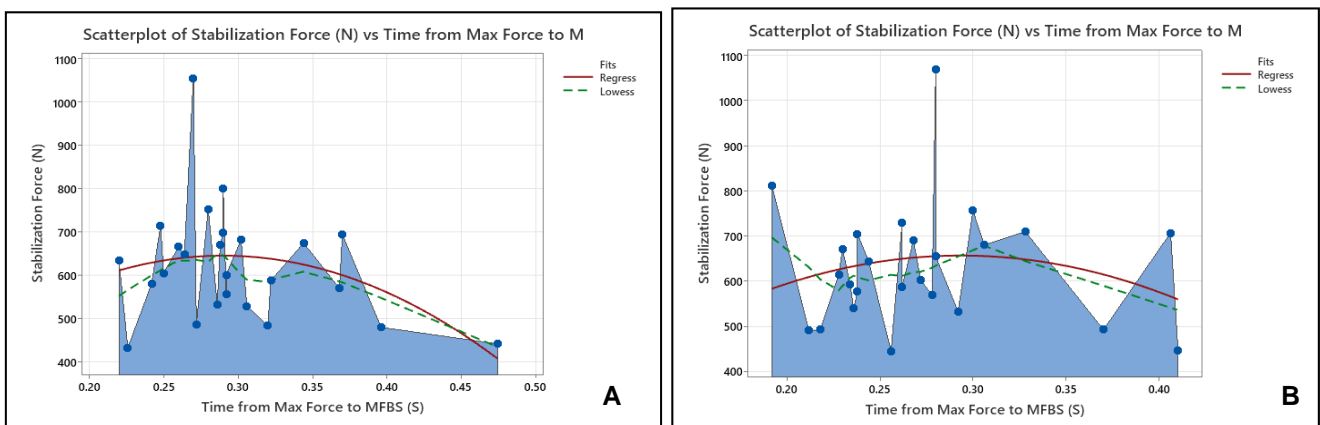 Scatterplot of Stabilization Force (N) vs Time from Max Force to M
1100
1000
900
800
700
600
500
400
Stabilization Force (N)
0.20 0.25 0.30 0.35 0.40 0.45 0.50
Time from Max Force to MFBS (S)
Fits
Regress
Lowess
A
Scatterplot of Stabilization Force (N) vs Time from Max Force to M
1100
1000
900
800
700
600
500
400
Stabilization Force (N)
0.20 0.25 0.30 0.35 0.40
Time from Max Force to MFBS (S)
Fits
Regress
Lowess
B